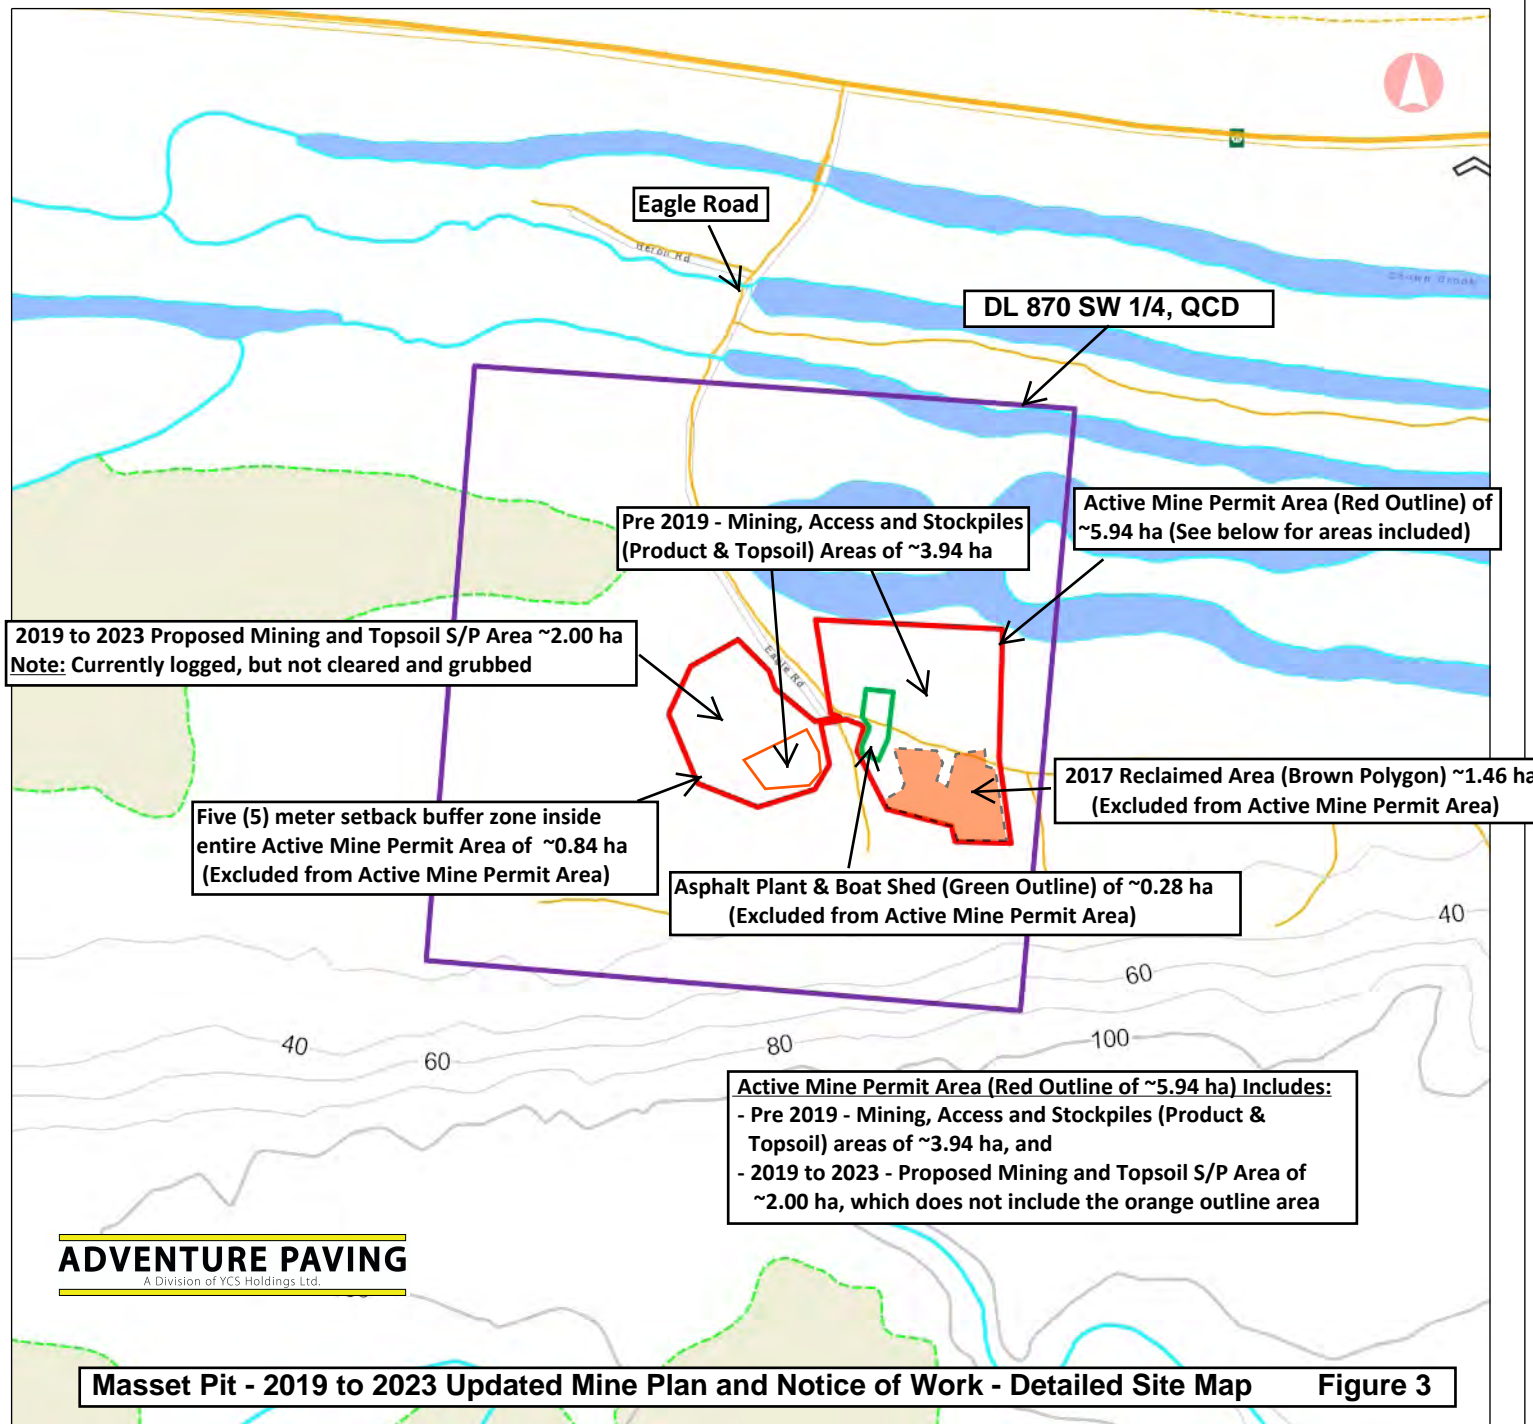 Eagle Road
Heron Rd
DL 870 SW 1/4, QCD
Pre 2019 - Mining, Access and Stockpiles
(Product & Topsoil) Areas of ~3.94 ha
Active Mine Permit Area (Red Outline) of
~5.94 ha (See below for areas included)
2019 to 2023 Proposed Mining and Topsoil S/P Area ~2.00 ha
Note: Currently logged, but not cleared and grubbed
Eagle Rd
2017 Reclaimed Area (Brown Polygon) ~1.46 ha
(Excluded from Active Mine Permit Area)
Five (5) meter setback buffer zone inside
entire Active Mine Permit Area of ~0.84 ha
(Excluded from Active Mine Permit Area)
Asphalt Plant & Boat Shed (Green Outline) of ~0.28 ha
(Excluded from Active Mine Permit Area)
40
60
40
60
80
100
Active Mine Permit Area (Red Outline of ~5.94 ha) Includes:
- Pre 2019 - Mining, Access and Stockpiles (Product &
Topsoil) areas of ~3.94 ha, and
- 2019 to 2023 - Proposed Mining and Topsoil S/P Area of
~2.00 ha, which does not include the orange outline area
ADVENTURE PAVING
A Division of YCS Holdings Ltd.
Masset Pit - 2019 to 2023 Updated Mine Plan and Notice of Work - Detailed Site Map Figure 3